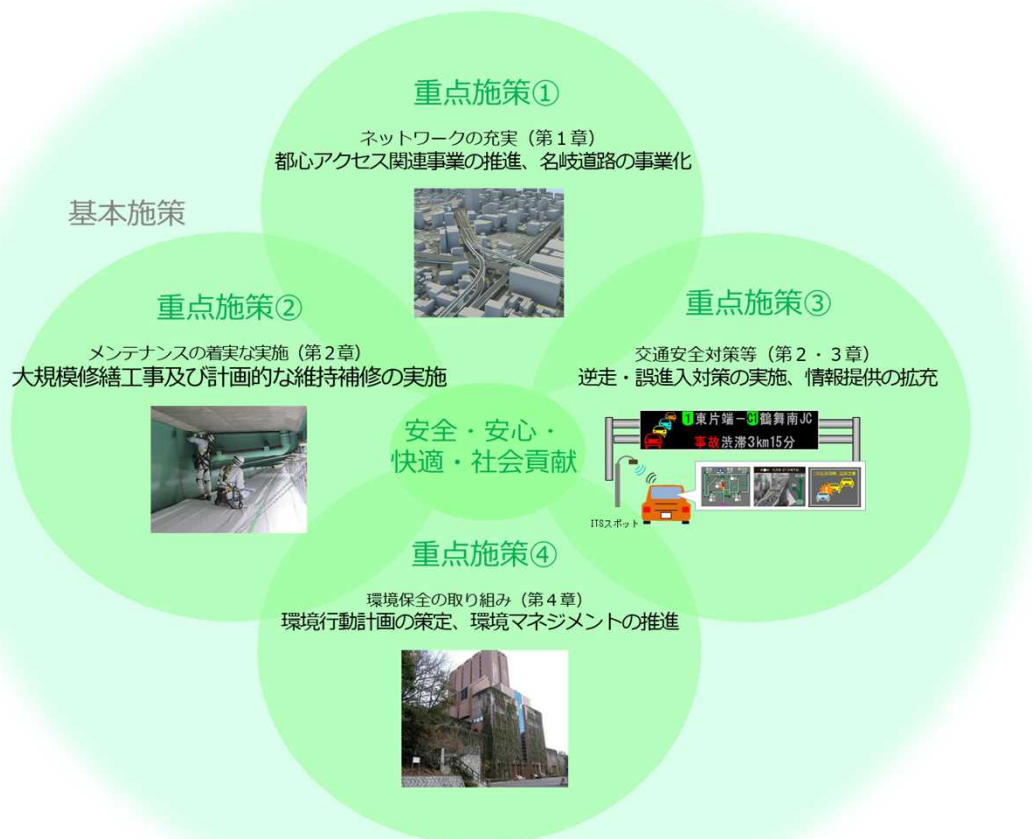 重点施策①
ネットワークの充実（第１章）
都心アクセス関連事業の推進、名岐道路の事業化
基本施策
重点施策②
メンテナンスの着実な実施（第２章）
大規模修繕工事及び計画的な維持補修の実施
重点施策③
交通安全対策等（第２・３章）
逆走・誤進入対策の実施、情報提供の拡充
1東片端ーC1鶴舞南JC
事故渋滞3km15分
ITSスポット
安全・安心・
快適・社会貢献
重点施策④
環境保全の取り組み（第４章）
環境行動計画の策定、環境マネジメントの推進